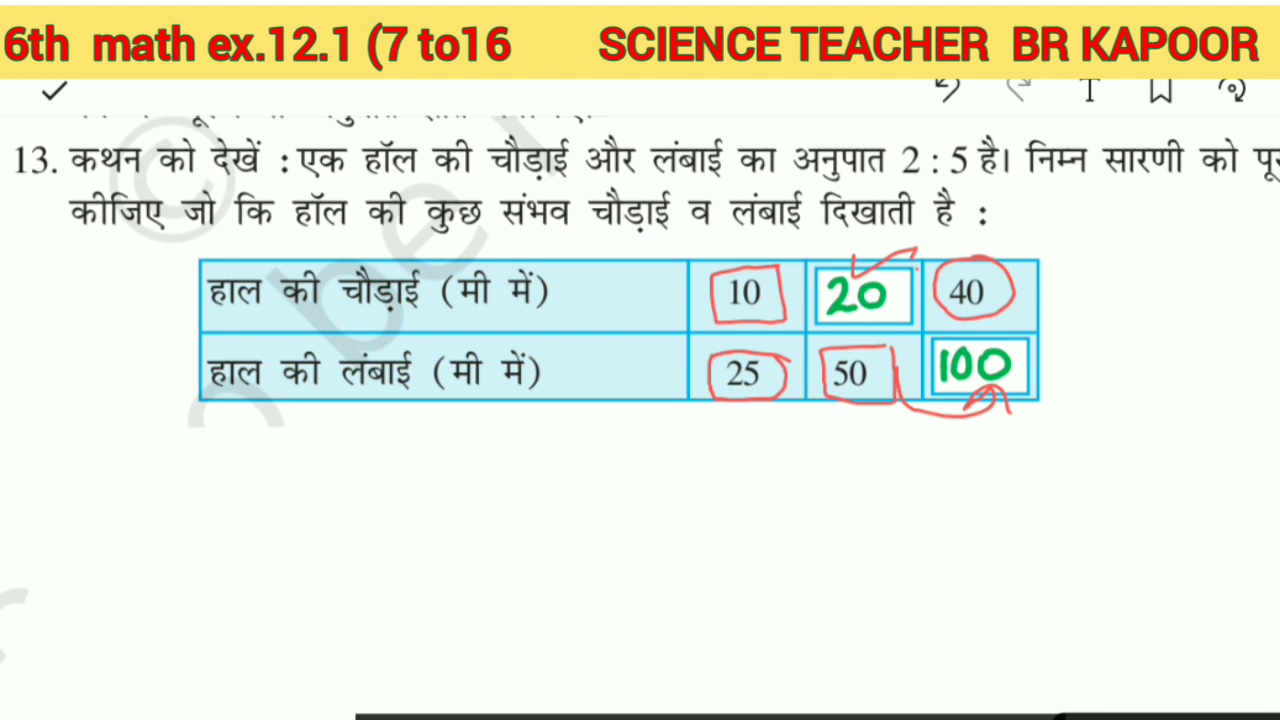 6th math ex.12.1 (7 to16 SCIENCE TEACHER BR KAPOOR
T
13. कथन को देखें : एक हॉल की चौड़ाई और लंबाई का अनुपात 2 : 5 है। निम्न सारणी को
कीजिए जो कि हॉल की कुछ संभव चौड़ाई व लंबाई दिखाती है :
हाल की चौड़ाई (मी में) 10 20 40
हाल की लंबाई (मी में) 25 50 100